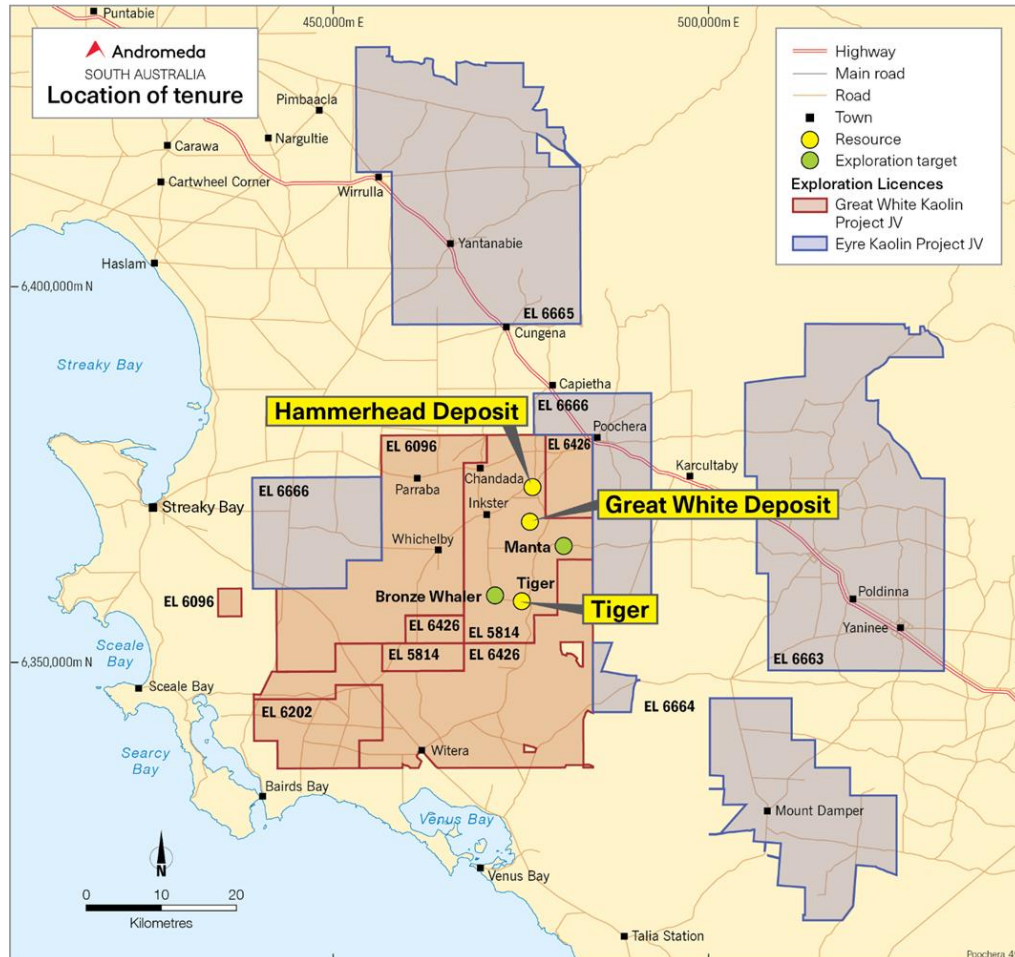 Puntabie
450,000m E
500,000m E
Andromeda
SOUTH AUSTRALIA
Location of tenure
Highway
Main road
Road
Town
Resource
Exploration target
Exploration Licences
Great White Kaolin
Project JV
Eyre Kaolin Project JV
Pimbaacla
Nargultie
Carawa
Cartwheel Corner
Wirrulla
Yantanabie
Haslam
6,400,000m N
EL 6665
Cungena
Streaky Bay
Capietha
EL 6666
Hammerhead Deposit
Poochera
EL 6096
EL 6426
Karcultaby
Chandada
Parraba
EL 6666
Streaky Bay
Inkster
Great White Deposit
Whichelby
Manta
Tiger
Bronze Whaler
Tiger
EL 6096
Poldinna
EL 6426
EL 5814
Yaninee
Sceale
Bay
EL 5814
EL 6426
6,350,000m N
EL 6663
Sceale Bay
EL 6202
EL 6664
Searcy
Bay
Witera
Bairds Bay
Venus Bay
Mount Damper
N
Venus Bay
0
10
20
Kilometres
Talia Station